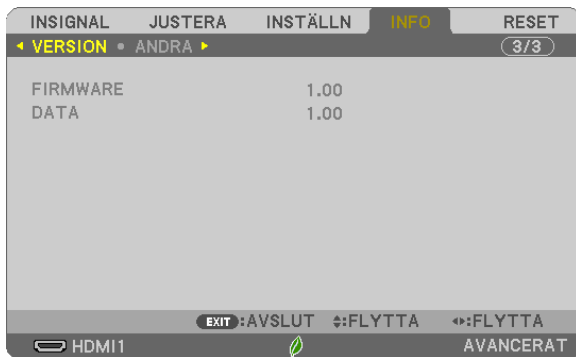 INSIGNAL JUSTERA INSTÄLLN INFO RESET
VERSION ANDRA 3/3
FIRMWARE 1.00
DATA 1.00
EXIT :AVSLUT :FLYTTA :FLYTTA
HDMI1 AVANCERAT